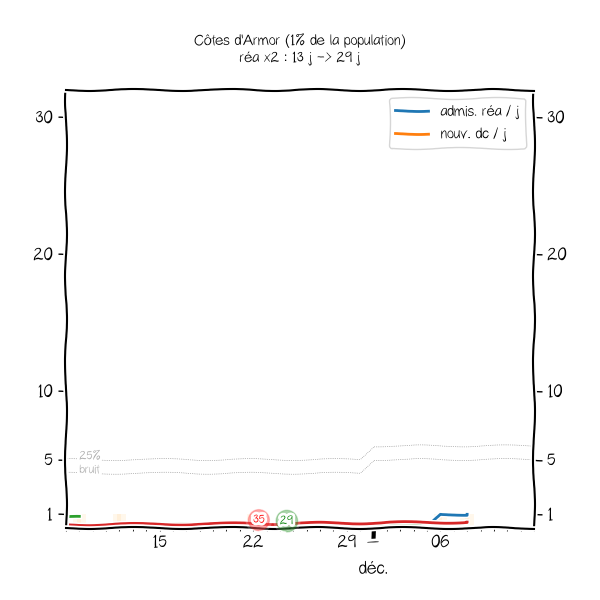 Côtes d'Armor (1% de la population)
réa x2 : 13 j -> 29 j
admis. réa / j
nouv. dc / j
30
30
20
20
10
10
5
5
25%
bruit
1
1
35
29
15
22
29
06
déc.